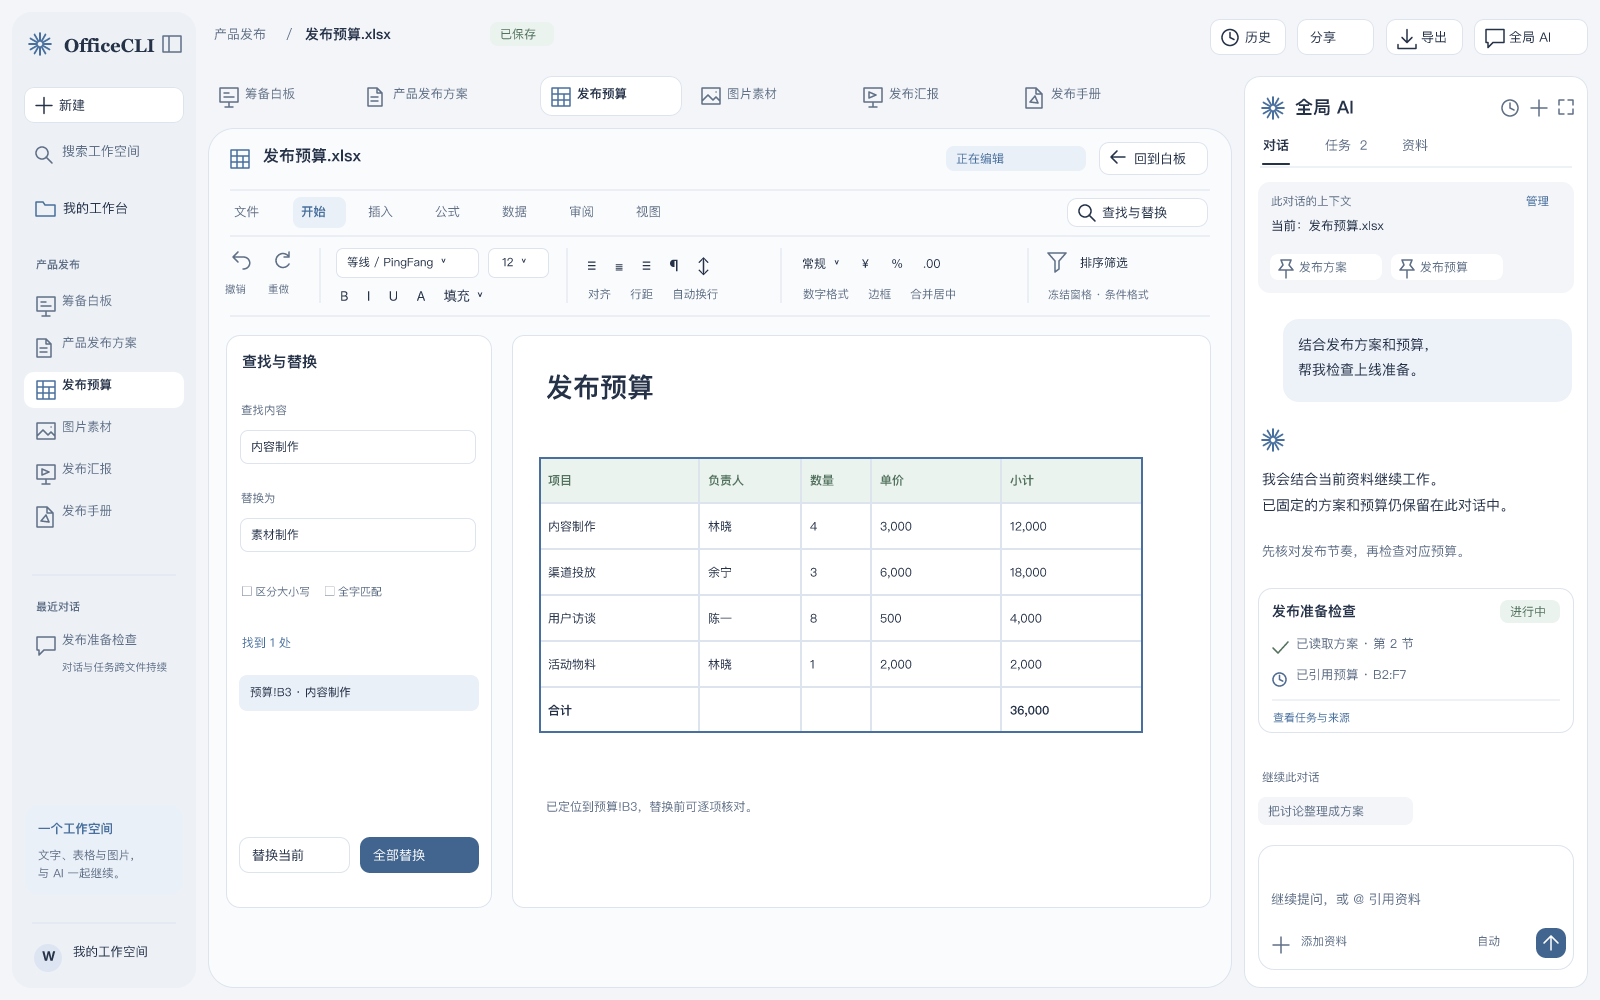 OfficeCLI
新建
搜索工作空间
我的工作台
产品发布
筹备白板
产品发布方案
发布预算
图片素材
发布汇报
发布手册
最近对话
发布准备检查
对话与任务跨文件持续
一个工作空间
文字、表格与图片，
与 AI 一起继续。
W 我的工作空间
产品发布 / 发布预算.xlsx 已保存
历史 分享 导出 全局 AI
筹备白板 产品发布方案 发布预算 图片素材 发布汇报 发布手册
发布预算.xlsx 正在编辑 回到白板
文件 开始 插入 公式 数据 审阅 视图 查找与替换
等线 / PingFang 12 ¶ 常规 ¥ % .00 排序筛选
撤销 重做 B I U A 填充 对齐 行距 自动换行 数字格式 边框 合并居中 冻结窗格 · 条件格式
查找与替换
查找内容
内容制作
替换为
素材制作
区分大小写 全字匹配
找到 1 处
预算!B3 · 内容制作
替换当前 全部替换
发布预算
项目 负责人 数量 单价 小计
内容制作 林晓 4 3,000 12,000
渠道投放 余宁 3 6,000 18,000
用户访谈 陈一 8 500 4,000
活动物料 林晓 1 2,000 2,000
合计 36,000
已定位到预算!B3，替换前可逐项核对。
全局 AI
对话 任务 2 资料
此对话的上下文 管理
当前：发布预算.xlsx
发布方案 发布预算
结合发布方案和预算，
帮我检查上线准备。
我会结合当前资料继续工作。
已固定的方案和预算仍保留在此对话中。
先核对发布节奏，再检查对应预算。
发布准备检查 进行中
已读取方案 · 第 2 节
已引用预算 · B2:F7
查看任务与来源
继续此对话
把讨论整理成方案
继续提问，或 @ 引用资料
添加资料 自动